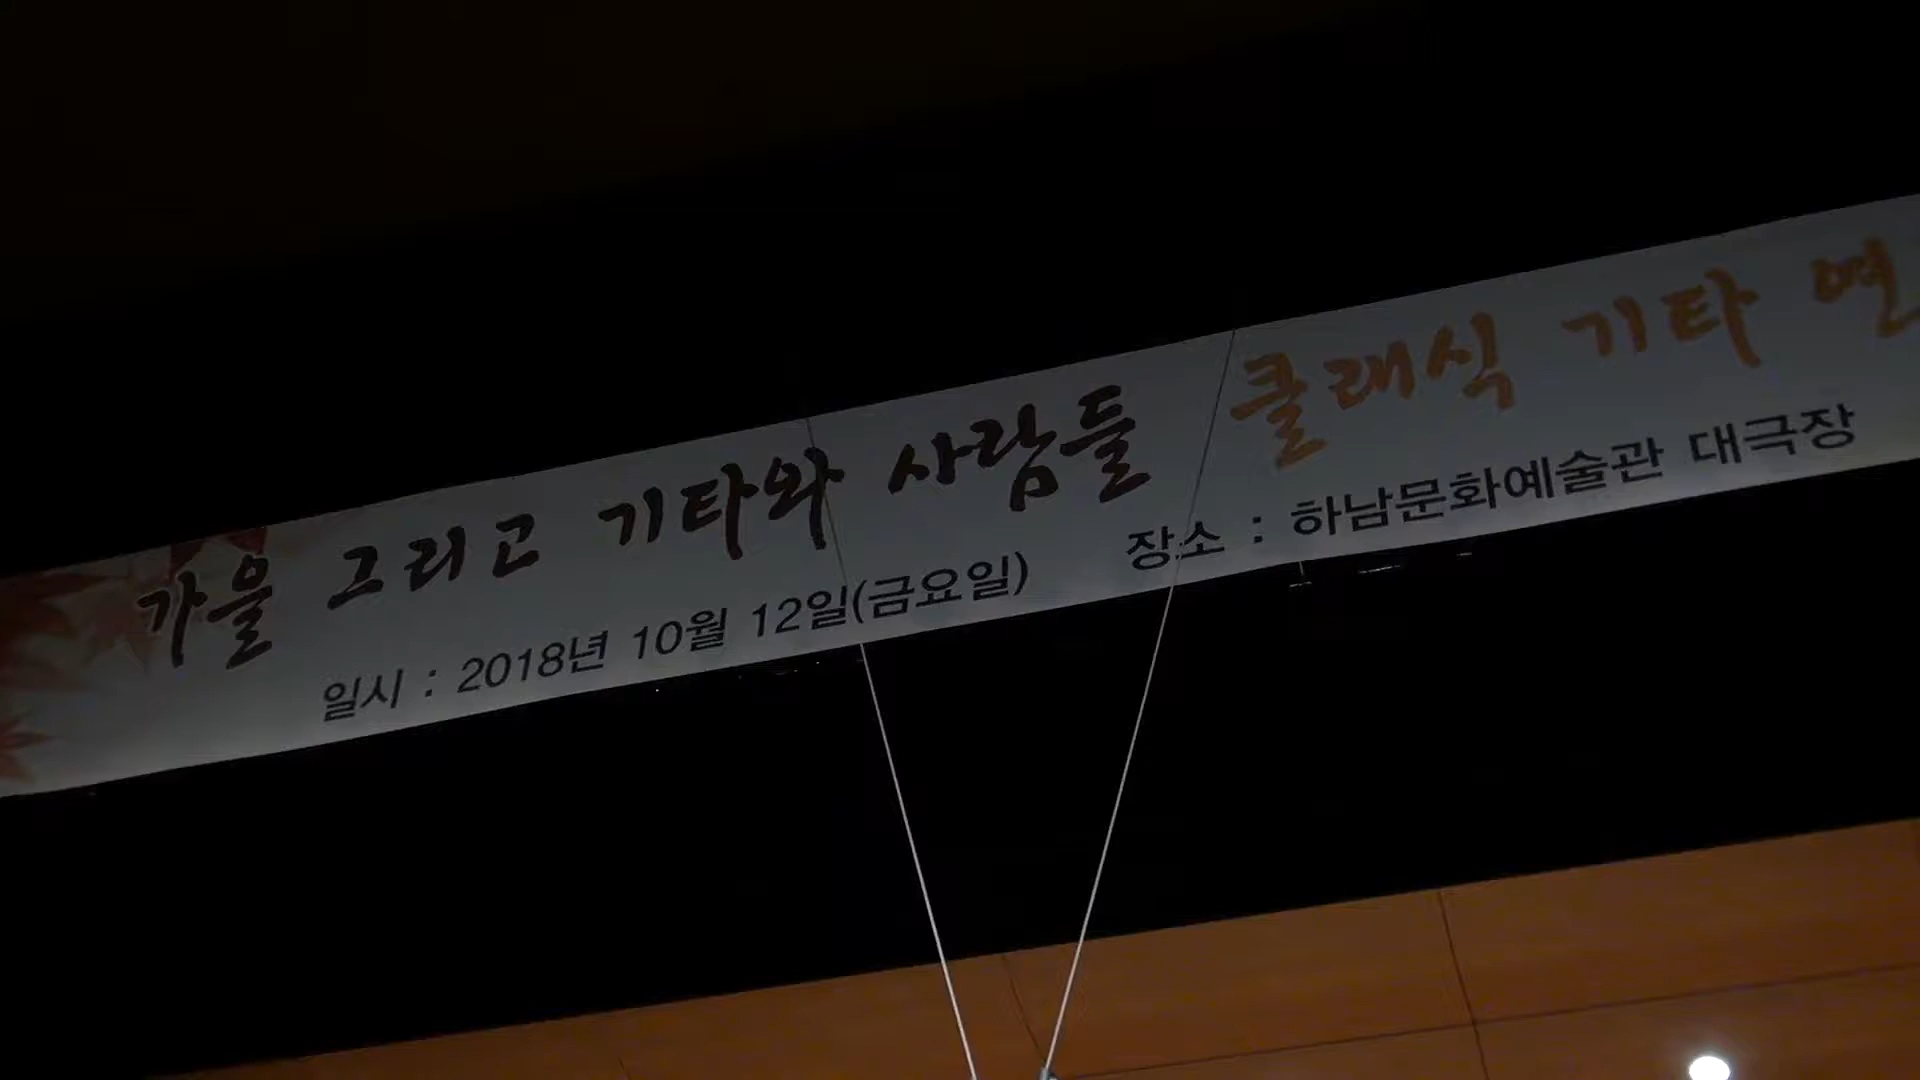 가을 그리고 기타와 사람들 클래식 기타
일시 : 2018년 10월 12일(금요일) 장소 : 하남문화예술관 대극장